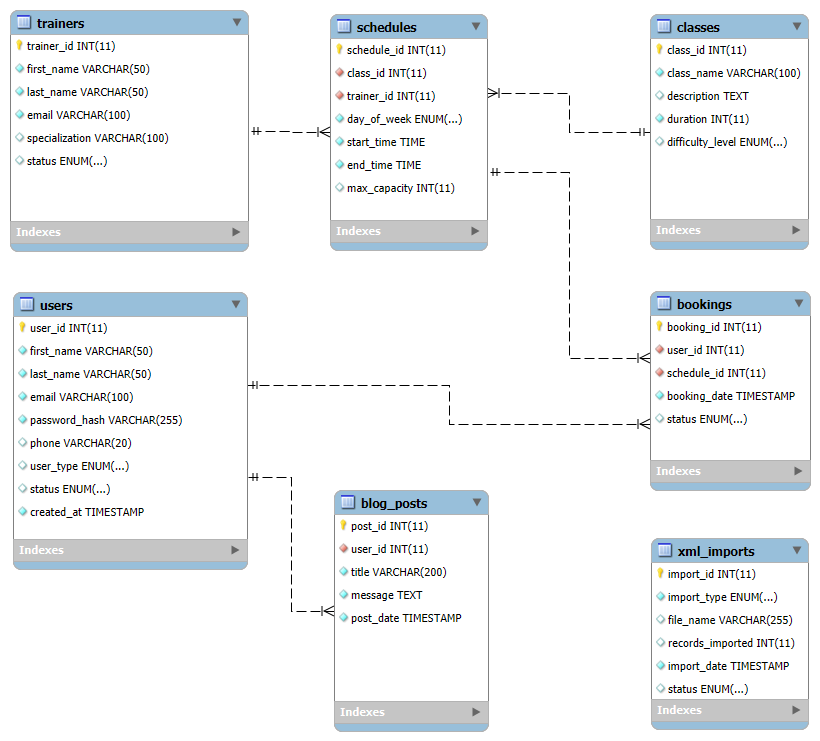 trainers
trainer_id INT(11)
first_name VARCHAR(50)
last_name VARCHAR(50)
email VARCHAR(100)
specialization VARCHAR(100)
status ENUM(...)
Indexes
schedules
schedule_id INT(11)
class_id INT(11)
trainer_id INT(11)
day_of_week ENUM(...)
start_time TIME
end_time TIME
max_capacity INT(11)
Indexes
classes
class_id INT(11)
class_name VARCHAR(100)
description TEXT
duration INT(11)
difficulty_level ENUM(...)
Indexes
users
user_id INT(11)
first_name VARCHAR(50)
last_name VARCHAR(50)
email VARCHAR(100)
password_hash VARCHAR(255)
phone VARCHAR(20)
user_type ENUM(...)
status ENUM(...)
created_at TIMESTAMP
Indexes
bookings
booking_id INT(11)
user_id INT(11)
schedule_id INT(11)
booking_date TIMESTAMP
status ENUM(...)
Indexes
blog_posts
post_id INT(11)
user_id INT(11)
title VARCHAR(200)
message TEXT
post_date TIMESTAMP
Indexes
xml_imports
import_id INT(11)
import_type ENUM(...)
file_name VARCHAR(255)
records_imported INT(11)
import_date TIMESTAMP
status ENUM(...)
Indexes